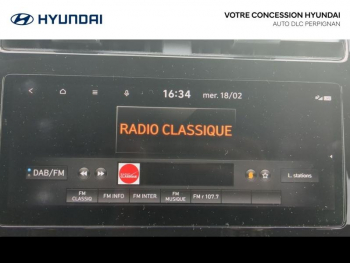 HYUNDAI
VOTRE CONCESSION HYUNDAI
AUTO DLC PERPIGNAN
16:34 mer. 18/02
RADIO CLASSIQUE
DAB/FM
L. stations
FM CLASSIQ FM INFO FM INTER FM MUSIQUE FM / 107.7